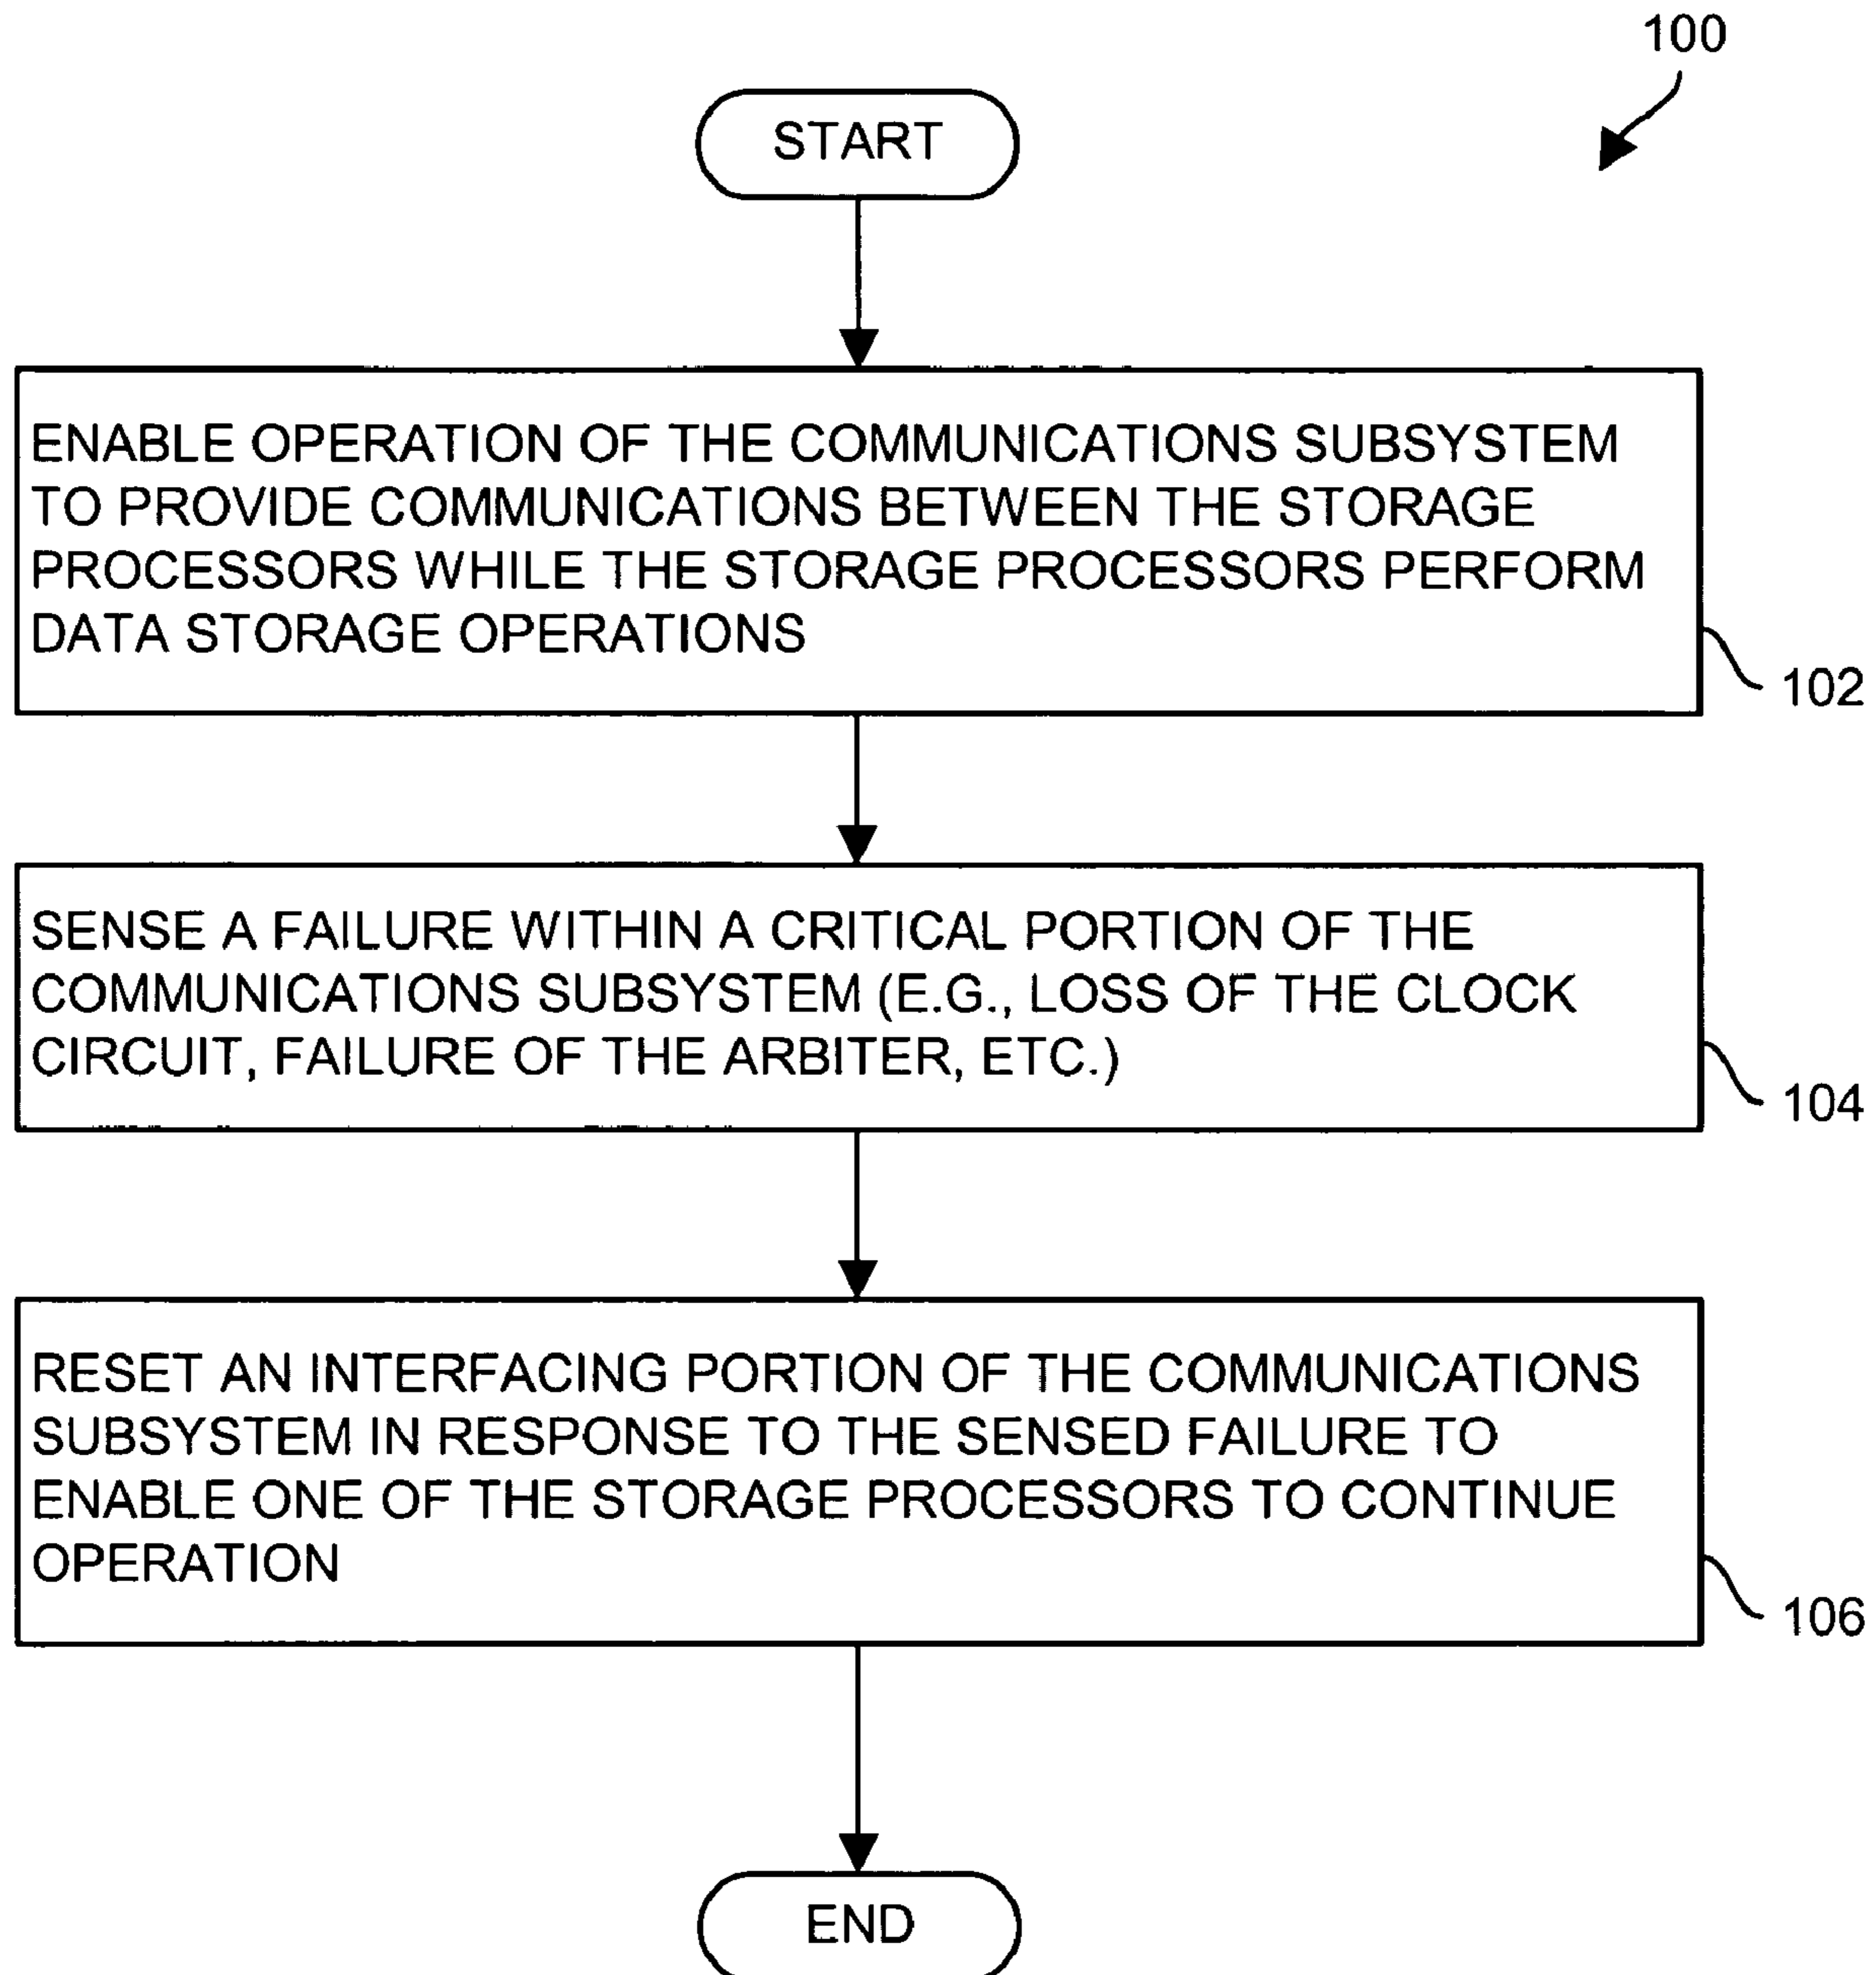 100
START
ENABLE OPERATION OF THE COMMUNICATIONS SUBSYSTEM
TO PROVIDE COMMUNICATIONS BETWEEN THE STORAGE
PROCESSORS WHILE THE STORAGE PROCESSORS PERFORM
DATA STORAGE OPERATIONS
102
SENSE A FAILURE WITHIN A CRITICAL PORTION OF THE
COMMUNICATIONS SUBSYSTEM (E.G., LOSS OF THE CLOCK
CIRCUIT, FAILURE OF THE ARBITER, ETC.)
104
RESET AN INTERFACING PORTION OF THE COMMUNICATIONS
SUBSYSTEM IN RESPONSE TO THE SENSED FAILURE TO
ENABLE ONE OF THE STORAGE PROCESSORS TO CONTINUE
OPERATION
106
END